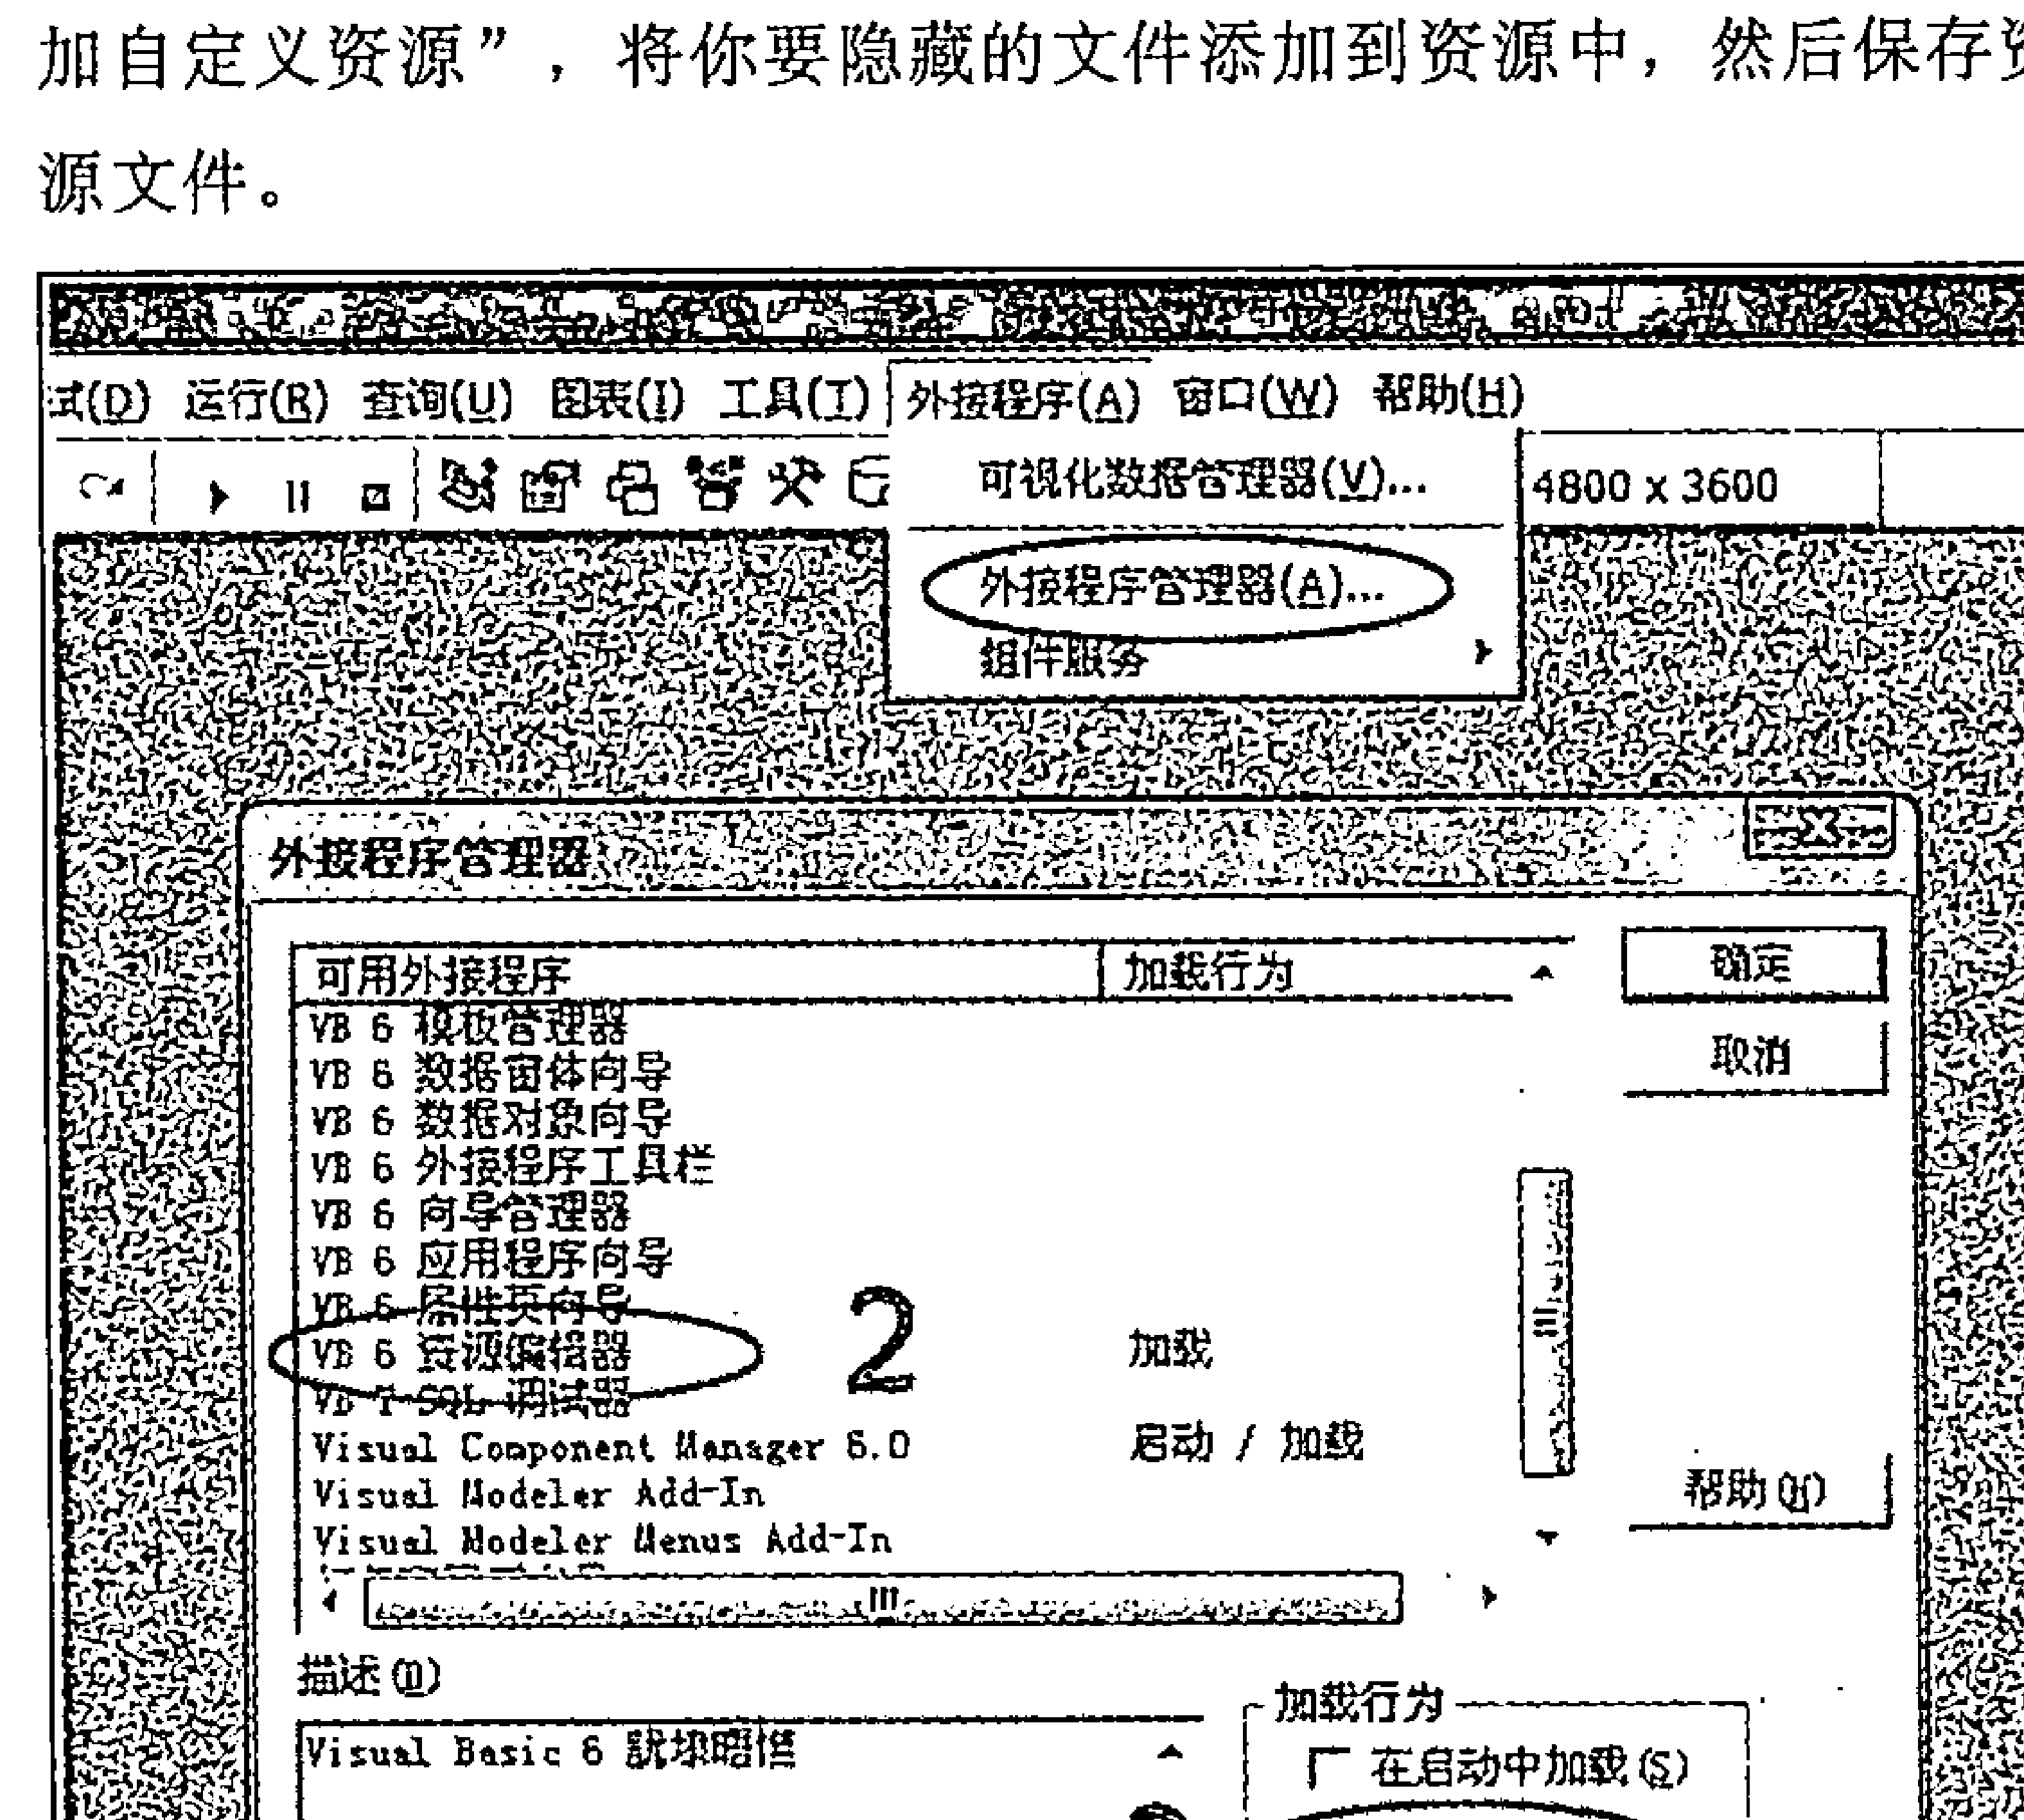 加自定义资源”，将你要隐藏的文件添加到资源中，然后保存资
源文件。
试(D) 运行(R) 查询(U) 图表(I) 工具(T) 外接程序(A) 窗口(W) 帮助(H)
可视化数据管理器(V)...
4800 x 3600
外接程序管理器(A)...
组件服务
外接程序管理器
可用外接程序 加载行为
确定
VB 6 模板管理器
取消
VB 6 数据窗体向导
VB 6 数据对象向导
VB 6 外接程序工具栏
VB 6 向导管理器
VB 6 应用程序向导
VB 6 属性页向导
VB 6 资源编辑器 2 加载
VB T-SQL 调试器
Visual Component Manager 6.0 启动 / 加载
Visual Modeler Add-In
帮助(H)
Visual Modeler Menus Add-In
描述(D)
加载行为
Visual Basic 6
在启动中加载(S)